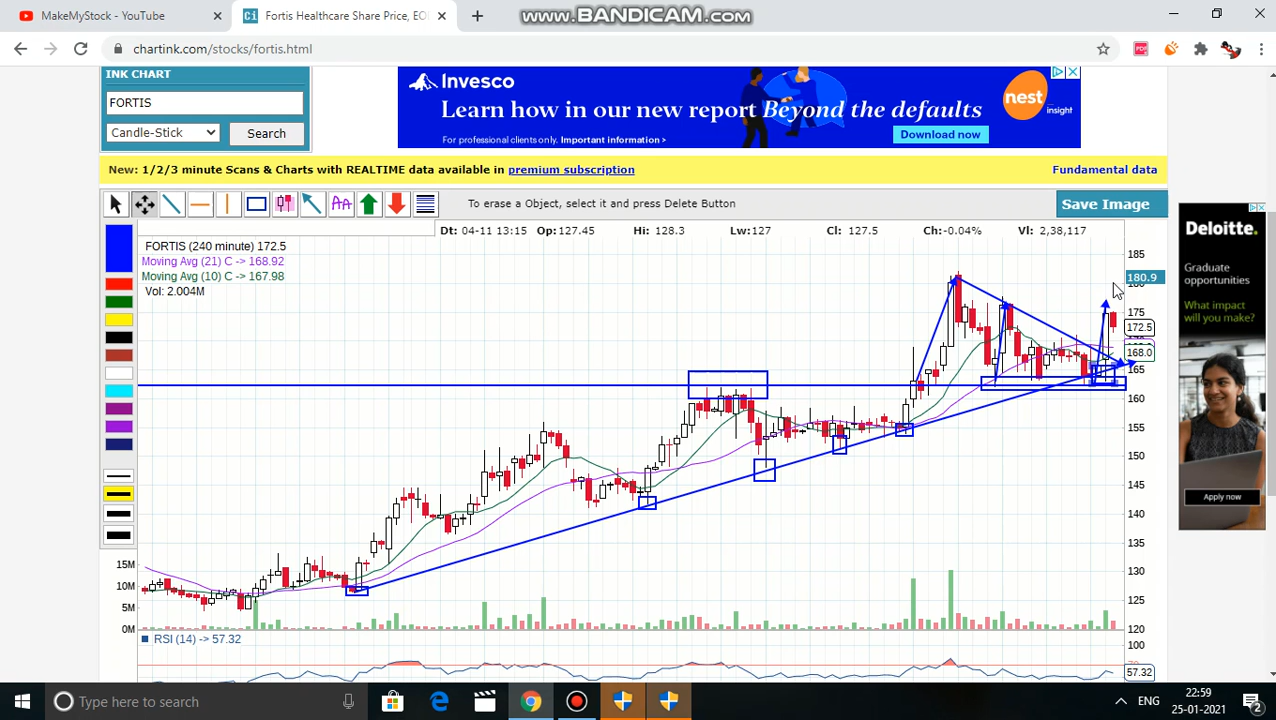 MakeMyStock - YouTube
Fortis Healthcare Share Price, EO
WWW.BANDICAM.COM
chartink.com/stocks/fortis.html
PDF
INK CHART
FORTIS
Candle-Stick
Search
Invesco
Learn how in our new report Beyond the defaults
For professional clients only. Important information >
Download now
nest
insight
New: 1/2/3 minute Scans & Charts with REALTIME data available in premium subscription
Fundamental data
To erase a Object, select it and press Delete Button
Save Image
Dt: 04-11 13:15 Op:127.45 Hi: 128.3 Lw:127 Cl: 127.5 Ch:-0.04% Vl: 2,38,117
FORTIS (240 minute) 172.5
Moving Avg (21) C -> 168.92
Moving Avg (10) C -> 167.98
Vol: 2.004M
185
180.9
175
172.5
168.0
165
160
155
150
145
140
135
130
125
120
15M
10M
5M
0M
RSI (14) -> 57.32
100
57.32
Deloitte.
Graduate
opportunities
What impact
will you make?
Apply now
Type here to search
ENG
22:59
25-01-2021
2